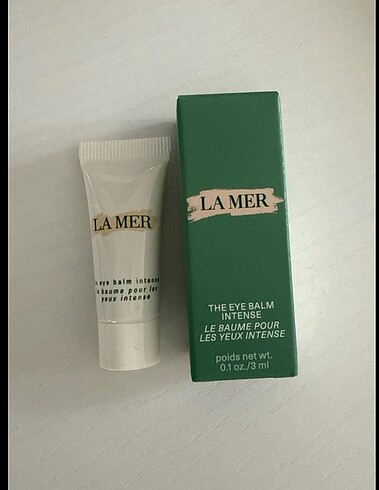 LA MER
the eye balm intense
le baume pour les
yeux intense
LA MER
THE EYE BALM
INTENSE
LE BAUME POUR
LES YEUX INTENSE
poids net wt.
0.1 oz./3 ml